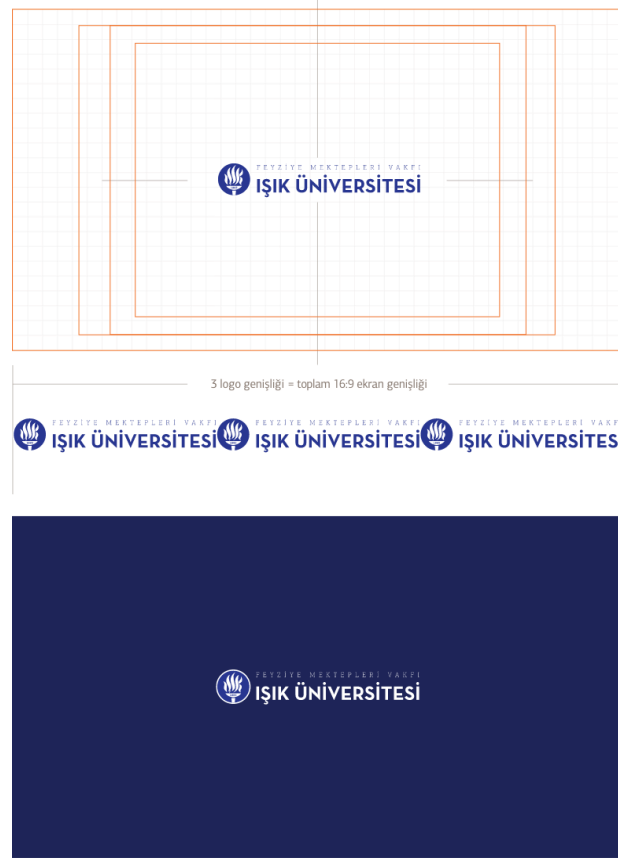 FEYZİYE MEKTEPLERİ VAKFI
IŞIK ÜNİVERSİTESİ
3 logo genişliği = toplam 16:9 ekran genişliği
FEYZİYE MEKTEPLERİ VAKFI FEYZİYE MEKTEPLERİ VAKFI FEYZİYE MEKTEPLERİ VAKF
IŞIK ÜNİVERSİTESİ IŞIK ÜNİVERSİTESİ IŞIK ÜNİVERSİTES
FEYZİYE MEKTEPLERİ VAKFI
IŞIK ÜNİVERSİTESİ